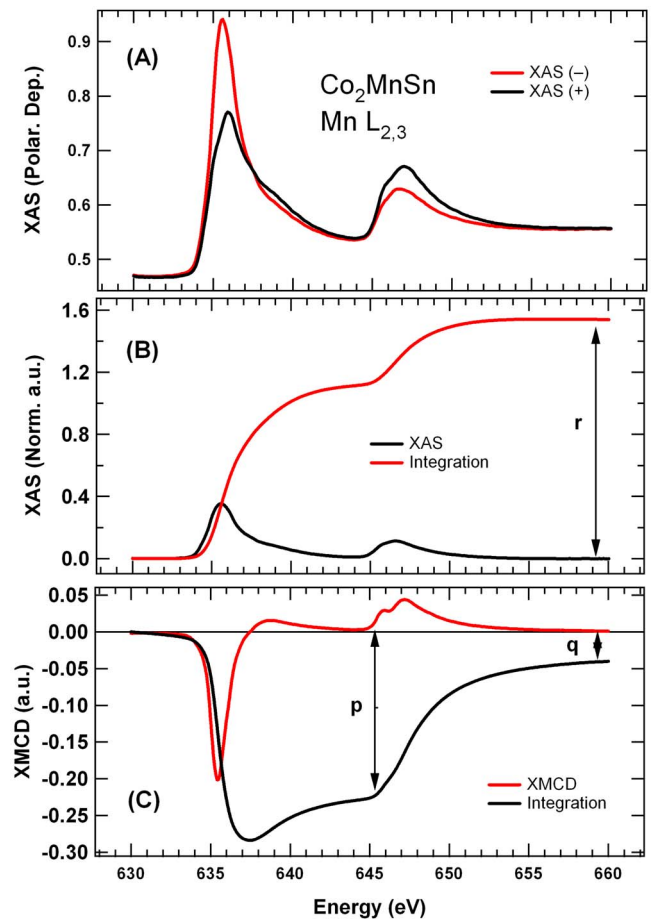 (A)
Co2MnSn
Mn L2,3
XAS (–)
XAS (+)
XAS (Polar. Dep.)
0.9
0.8
0.7
0.6
0.5
(B)
XAS
Integration
r
XAS (Norm. a.u.)
1.6
1.2
0.8
0.4
0.0
(C)
XMCD
Integration
p
q
XMCD (a.u.)
0.05
0.00
-0.05
-0.10
-0.15
-0.20
-0.25
-0.30
630 635 640 645 650 655 660
Energy (eV)